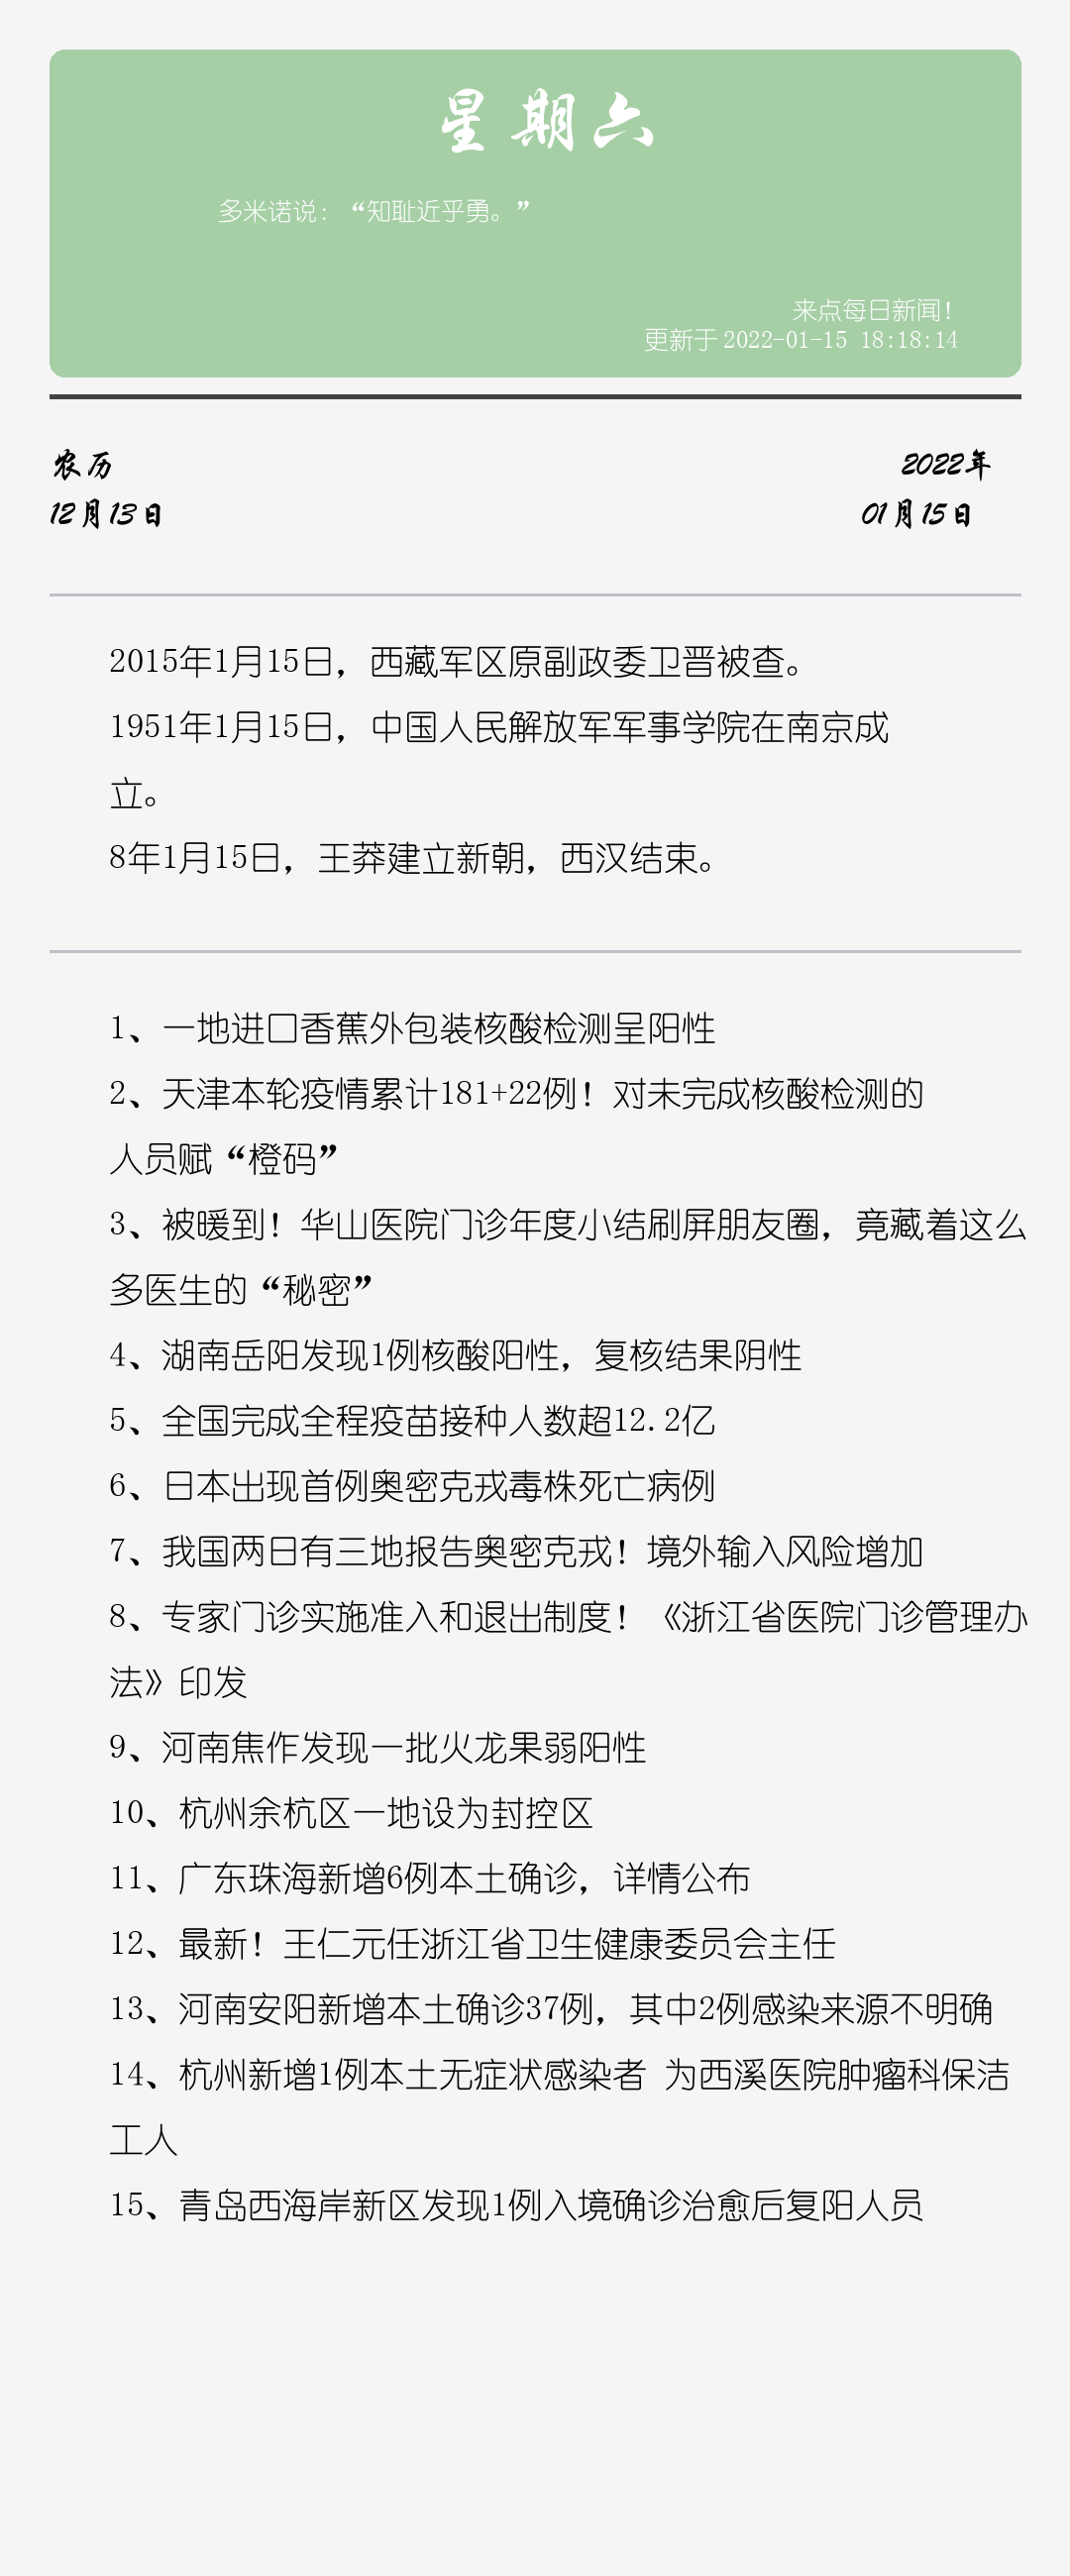 星期六
多米诺说：“知耻近乎勇。”
来点每日新闻！
更新于 2022-01-15 18:18:14
农历
2022年
12月13日
01月15日
2015年1月15日，西藏军区原副政委卫晋被查。
1951年1月15日，中国人民解放军军事学院在南京成
立。
8年1月15日，王莽建立新朝，西汉结束。
1、一地进口香蕉外包装核酸检测呈阳性
2、天津本轮疫情累计181+22例！对未完成核酸检测的
人员赋“橙码”
3、被暖到！华山医院门诊年度小结刷屏朋友圈，竟藏着这么
多医生的“秘密”
4、湖南岳阳发现1例核酸阳性，复核结果阴性
5、全国完成全程疫苗接种人数超12.2亿
6、日本出现首例奥密克戎毒株死亡病例
7、我国两日有三地报告奥密克戎！境外输入风险增加
8、专家门诊实施准入和退出制度！《浙江省医院门诊管理办
法》印发
9、河南焦作发现一批火龙果弱阳性
10、杭州余杭区一地设为封控区
11、广东珠海新增6例本土确诊，详情公布
12、最新！王仁元任浙江省卫生健康委员会主任
13、河南安阳新增本土确诊37例，其中2例感染来源不明确
14、杭州新增1例本土无症状感染者 为西溪医院肿瘤科保洁
工人
15、青岛西海岸新区发现1例入境确诊治愈后复阳人员